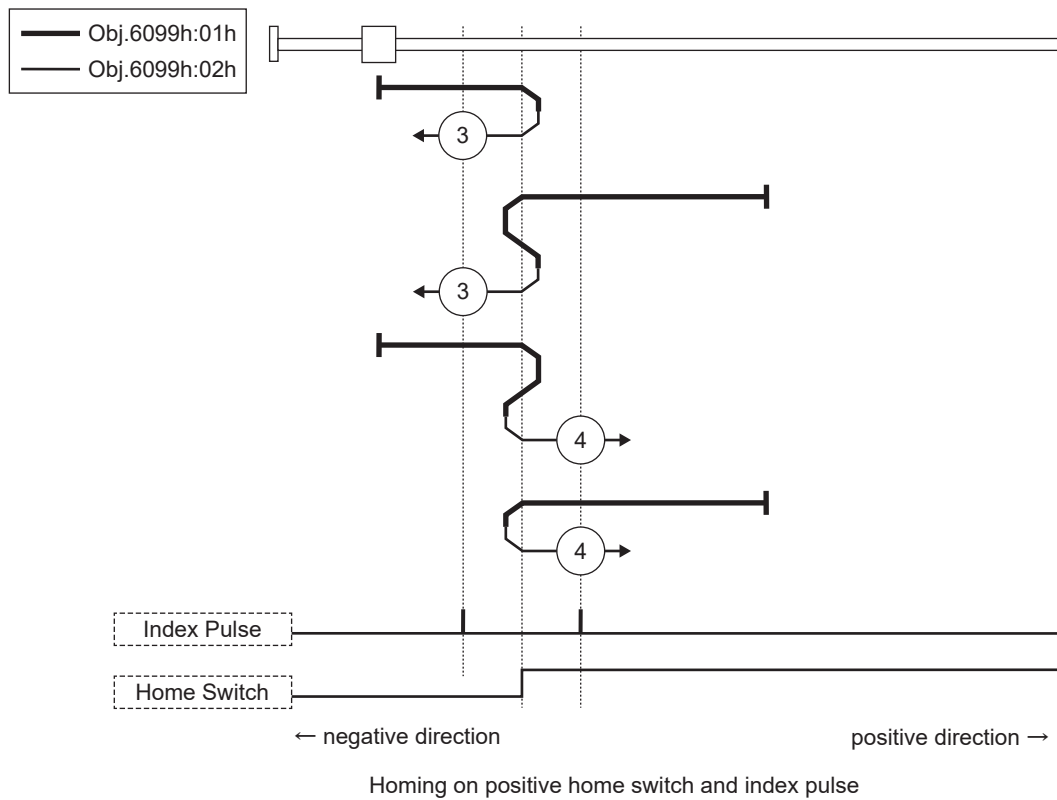 Obj.6099h:01h
Obj.6099h:02h
3
3
4
4
Index Pulse
Home Switch
← negative direction
positive direction →
Homing on positive home switch and index pulse